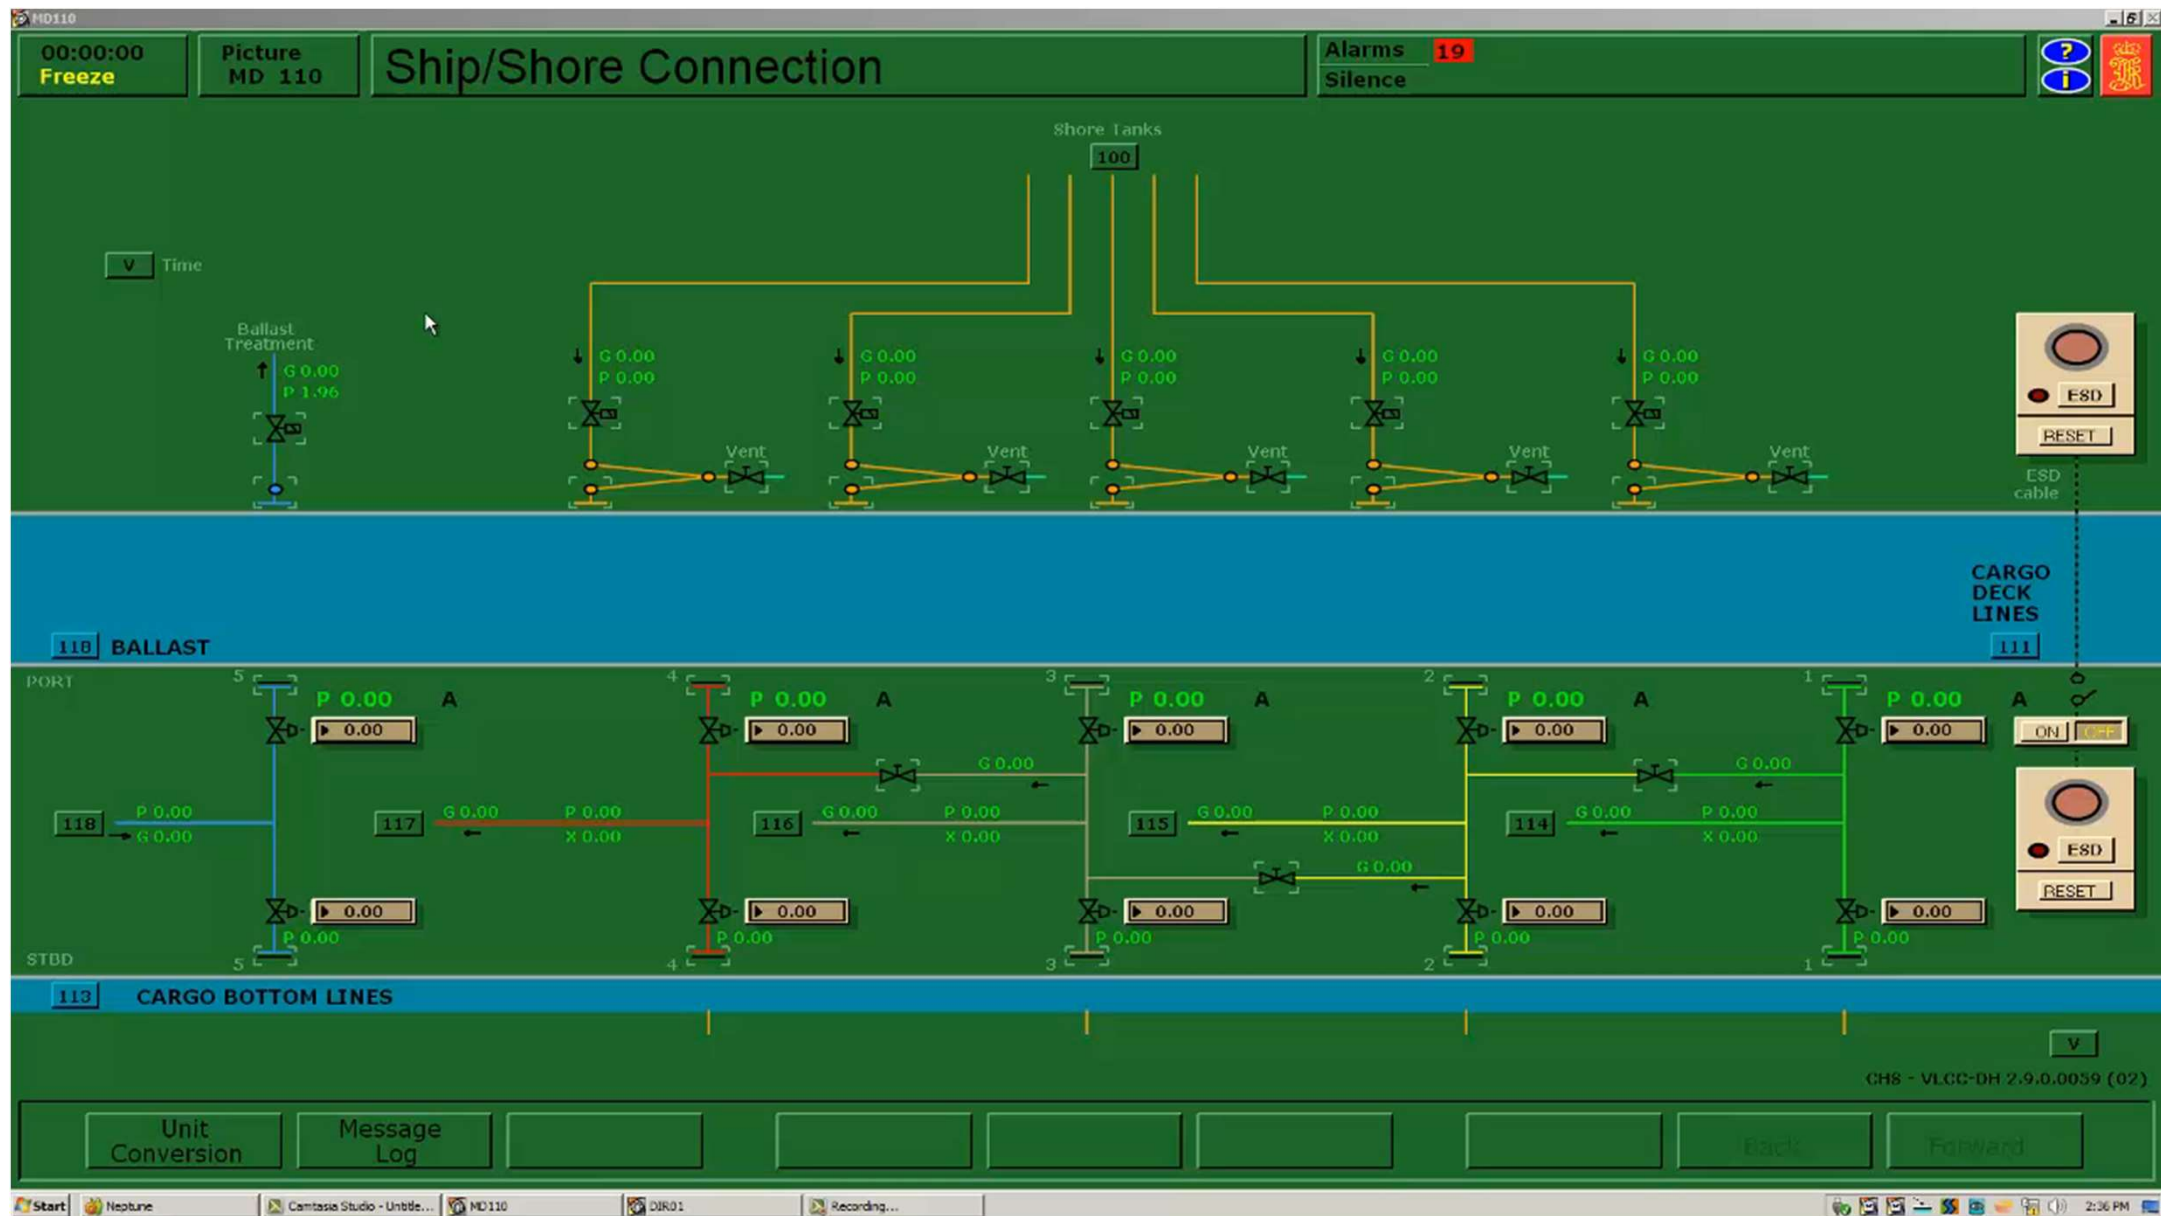 MD110
00:00:00
Freeze
Picture
MD 110
Ship/Shore Connection
Alarms 19
Silence
?
i
Shore Tanks
100
V Time
Ballast
Treatment
G 0.00
P 1.96
G 0.00 G 0.00 G 0.00 G 0.00 G 0.00
P 0.00 P 0.00 P 0.00 P 0.00 P 0.00
Vent Vent Vent Vent Vent
ESD
RESET
ESD
cable
CARGO
DECK
LINES
111
110 BALLAST
PORT
5 4 3 2 1
P 0.00 A P 0.00 A P 0.00 A P 0.00 A P 0.00 A
0.00 0.00 0.00 0.00 0.00 ON OFF
G 0.00 G 0.00
118 P 0.00 117 G 0.00 P 0.00 116 G 0.00 P 0.00 115 G 0.00 P 0.00 114 G 0.00 P 0.00
G 0.00 X 0.00 X 0.00 X 0.00 X 0.00
ESD
G 0.00
RESET
0.00 0.00 0.00 0.00 0.00
P 0.00 P 0.00 P 0.00 P 0.00 P 0.00
STBD
5 4 3 2 1
113 CARGO BOTTOM LINES
V
CHS - VLCC-DH 2.9.0.0059 (02)
Unit
Conversion
Message
Log
Back
Forward
Start Neptune Camtasia Studio - Untitle... MD110 DIR01 Recording... 2:36 PM